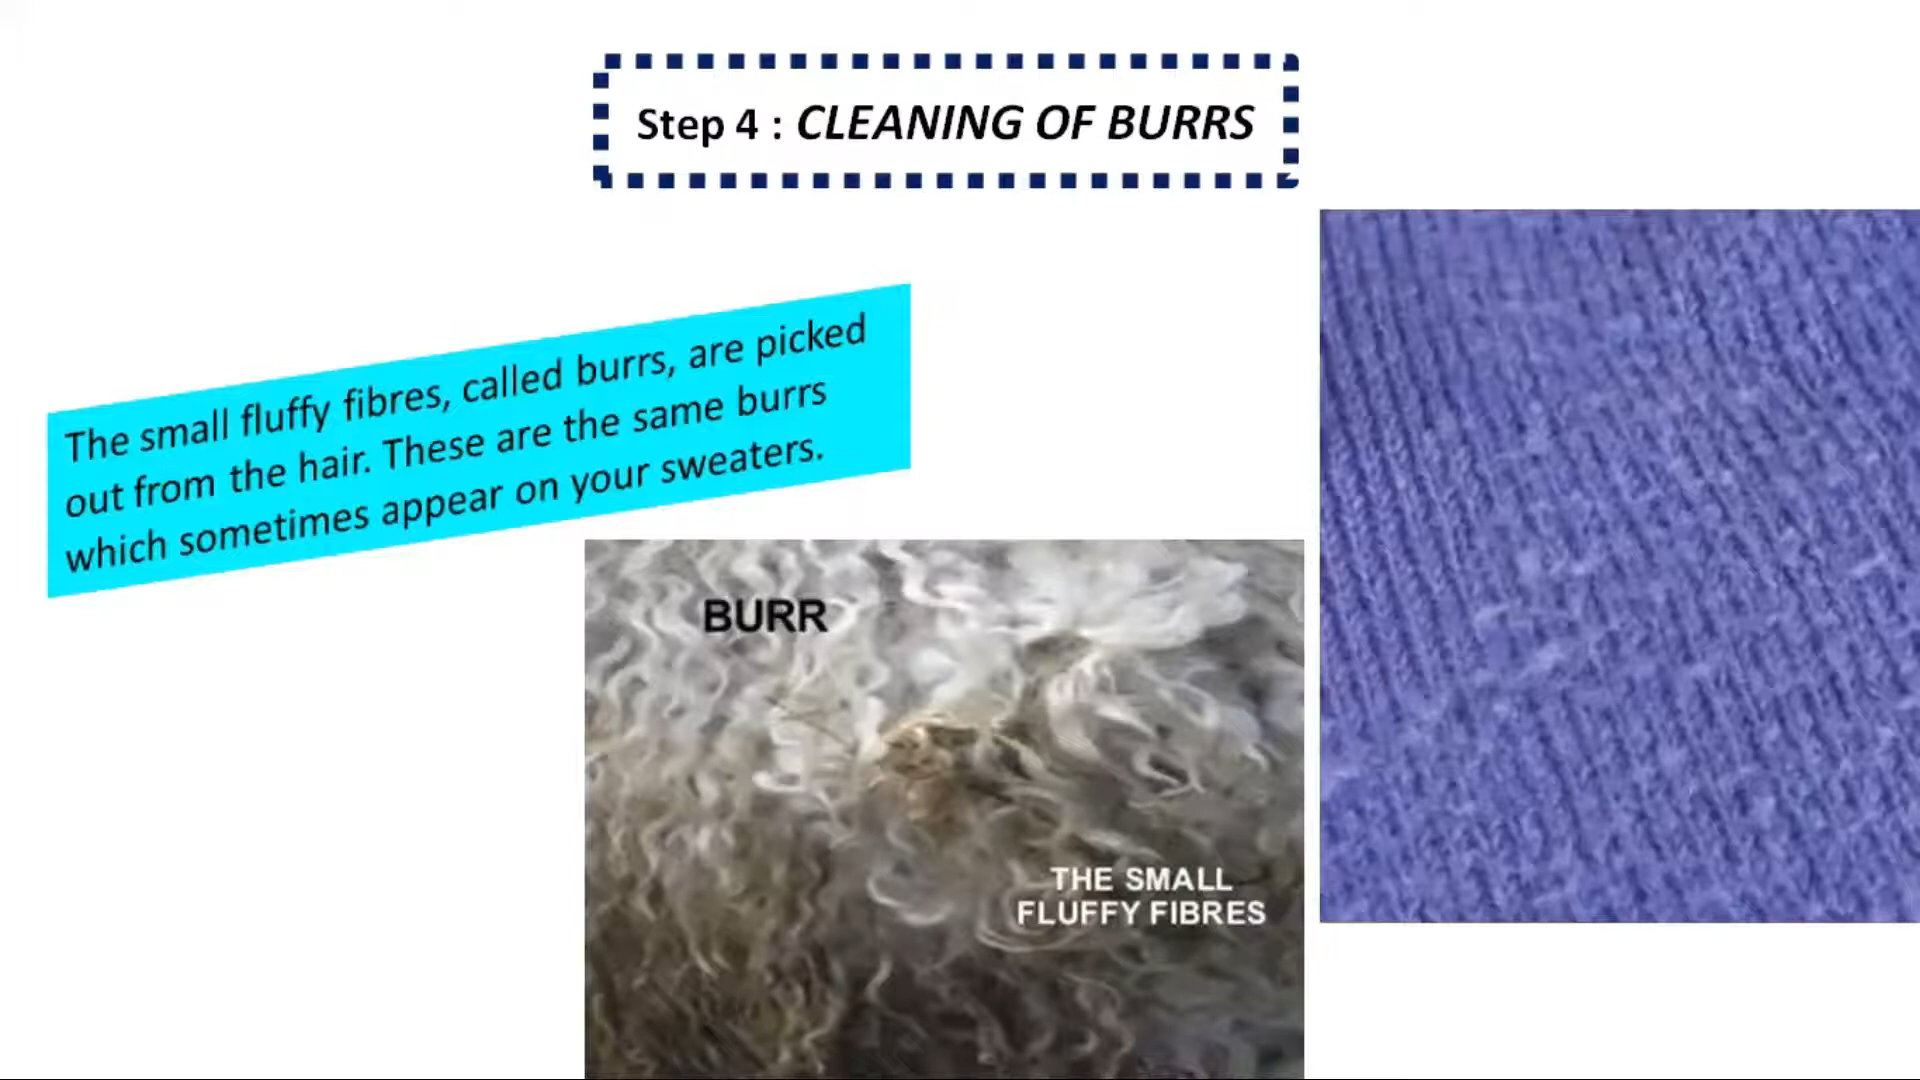 Step 4 : CLEANING OF BURRS
The small fluffy fibres, called burrs, are picked
out from the hair. These are the same burrs
which sometimes appear on your sweaters.
BURR
THE SMALL
FLUFFY FIBRES